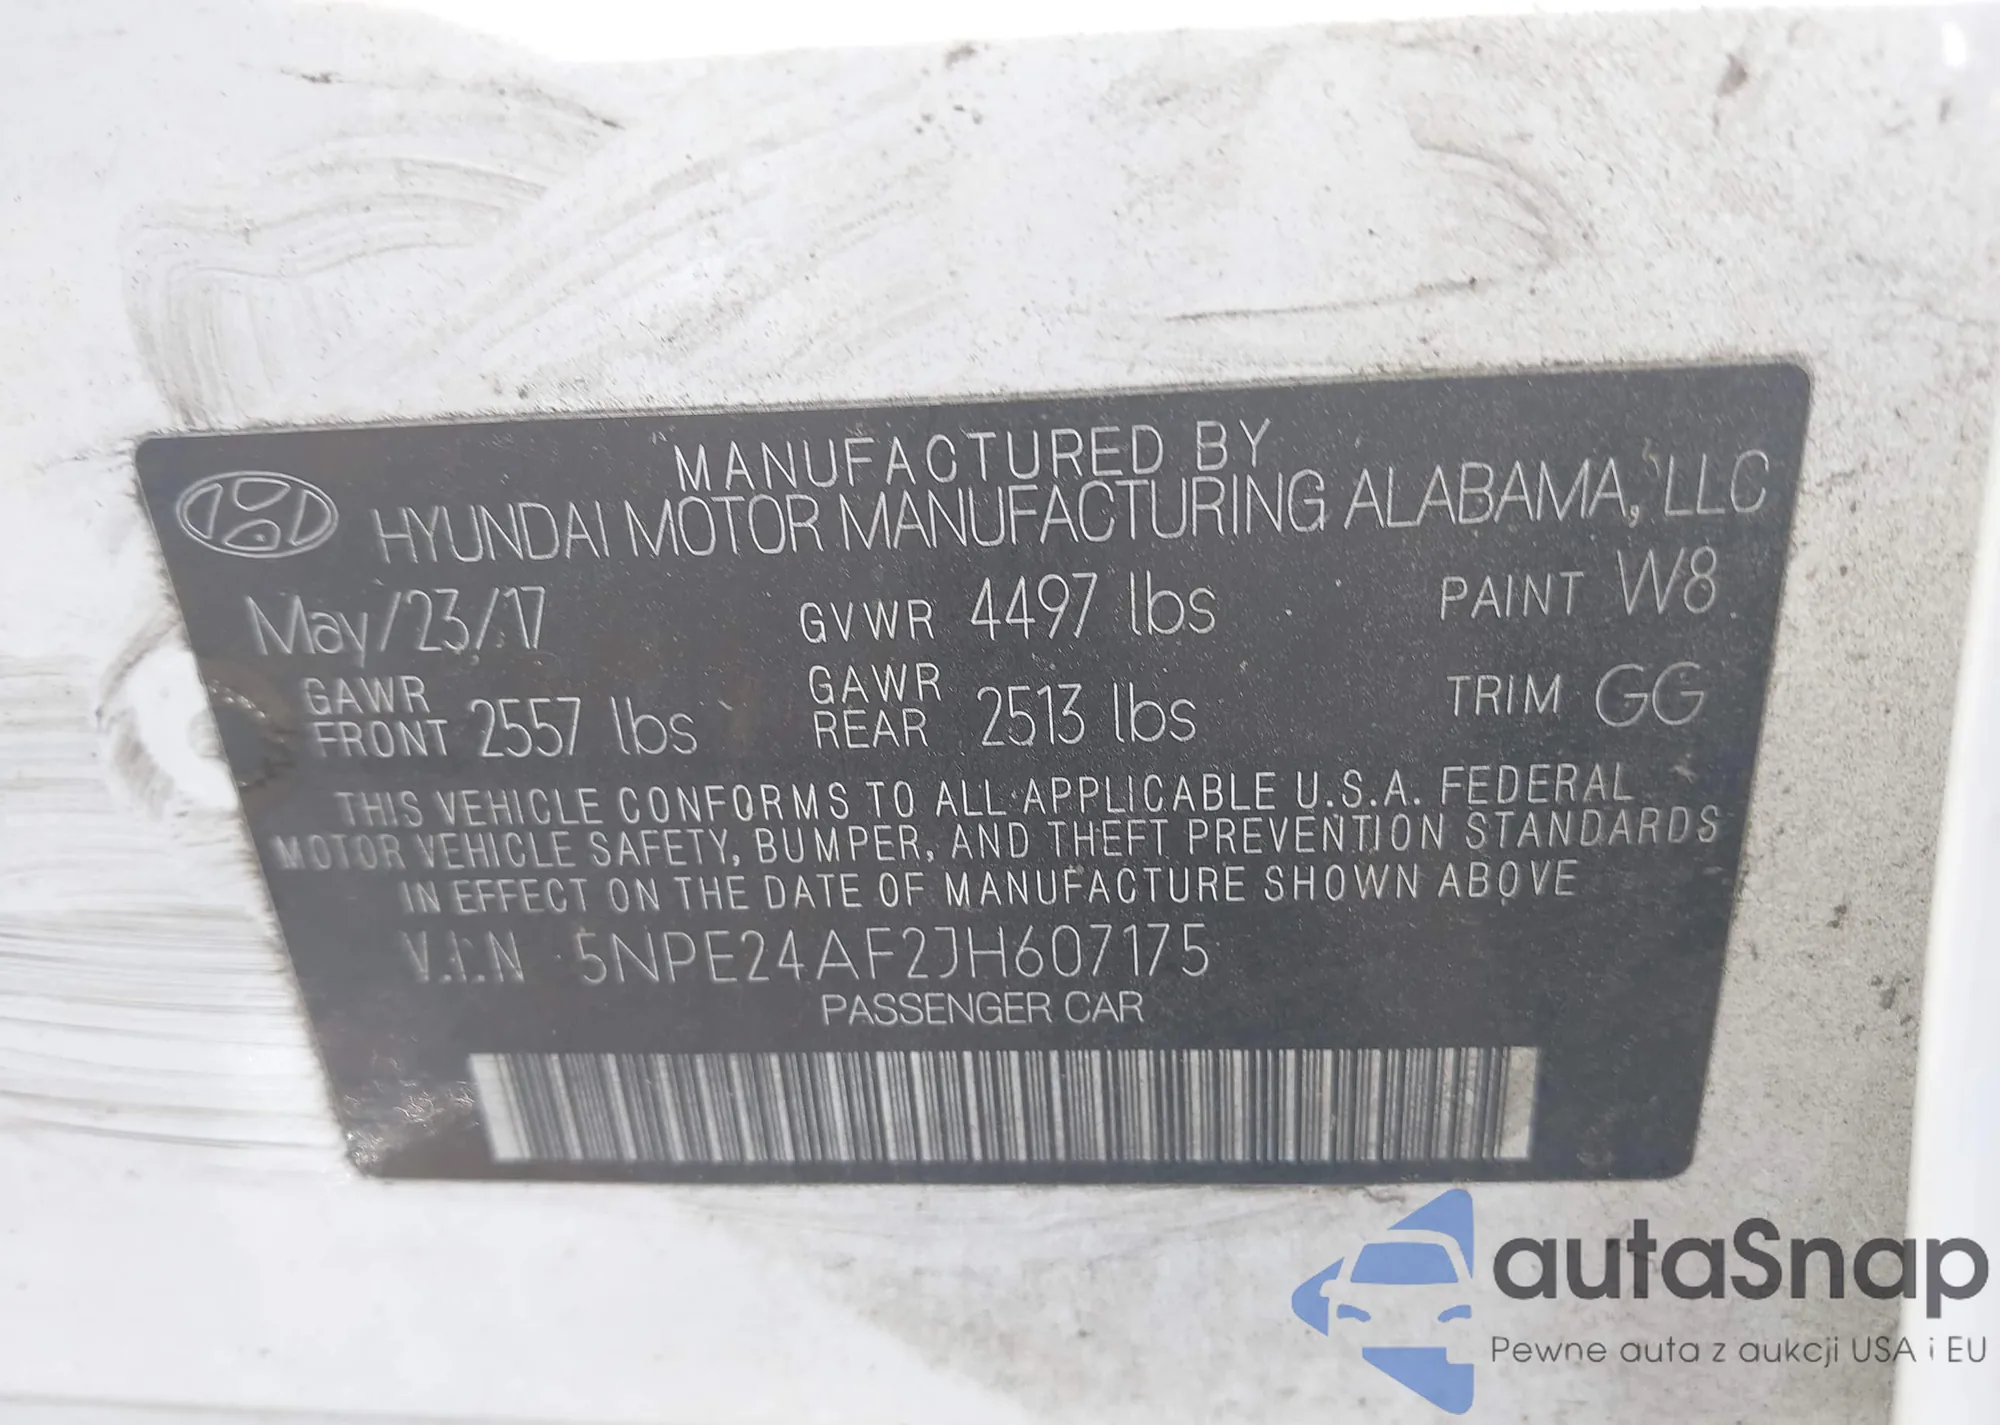 MANUFACTURED BY
HYUNDAI MOTOR MANUFACTURING ALABAMA, LLC
May/23/17 GVWR 4497 lbs PAINT W8
GAWR FRONT 2557 lbs GAWR REAR 2513 lbs TRIM GG
THIS VEHICLE CONFORMS TO ALL APPLICABLE U.S.A. FEDERAL
MOTOR VEHICLE SAFETY, BUMPER, AND THEFT PREVENTION STANDARDS
IN EFFECT ON THE DATE OF MANUFACTURE SHOWN ABOVE
V.I.N 5NPE24AF2JH607175
PASSENGER CAR
autaSnap
Pewne auta z aukcji USA i EU